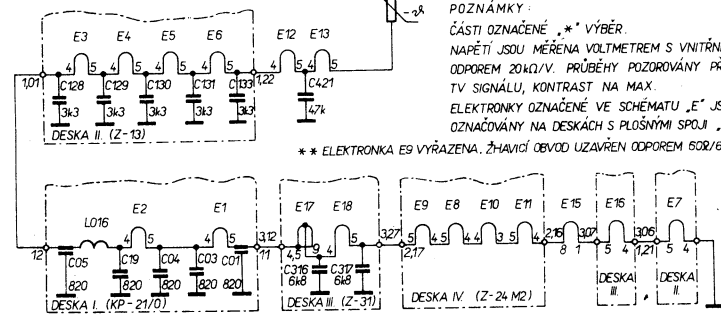 POZNÁMKY:
ČÁSTI OZNAČENÉ „*" VÝBĚR.
NAPĚTÍ JSOU MĚŘENA VOLTMETREM S VNITŘN
ODPOREM 20kΩ/V. PRŮBĚHY POZOROVÁNY PŘ
TV SIGNÁLU, KONTRAST NA MAX.
ELEKTRONKY OZNAČENÉ VE SCHÉMATU „E" JS
OZNAČOVÁNY NA DESKÁCH S PLOŠNÝMI SPOJI „
** ELEKTRONKA E9 VYŘAZENA. ŽHAVICÍ OBVOD UZAVŘEN ODPOREM 60Ω/6
-ϑ
E3 E4 E5 E6 E12 E13
1,01 4 5 4 5 4 5 4 5 1,22 4 5 4 5
C128 C129 C130 C131 C133 C421
3k3 3k3 3k3 3k3 3k3 47k
DESKA II. (Z-13)
L016 E2 E1 E17 E18 E9 E8 E10 E11 E15 E16 E7
12 4 5 4 5 3,12 11 4,5 9 4 5 3,27 2,17 5 4 5 4 4 5 3 5 4 2,16 8 3,07 1 5 4 3,06 1,21 5 4
C05 C19 C04 C03 C01 C316 C317
820 820 820 820 820 6k8 6k8
DESKA I. (KP-21/0) DESKA III. (Z-31) DESKA IV. (Z-24 M2) DESKA III. DESKA II.